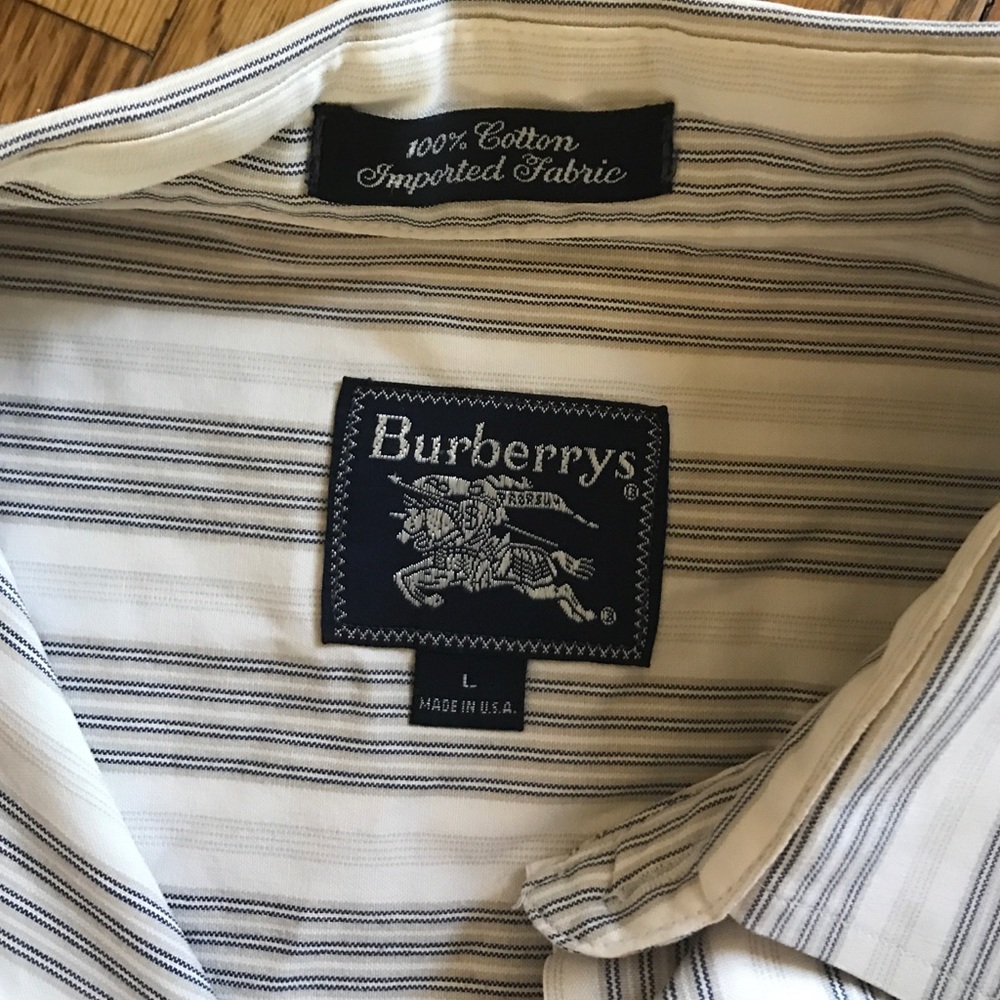 100% Cotton
Imported Fabric
Burberrys®
PRORSUM
®
L
MADE IN U.S.A.